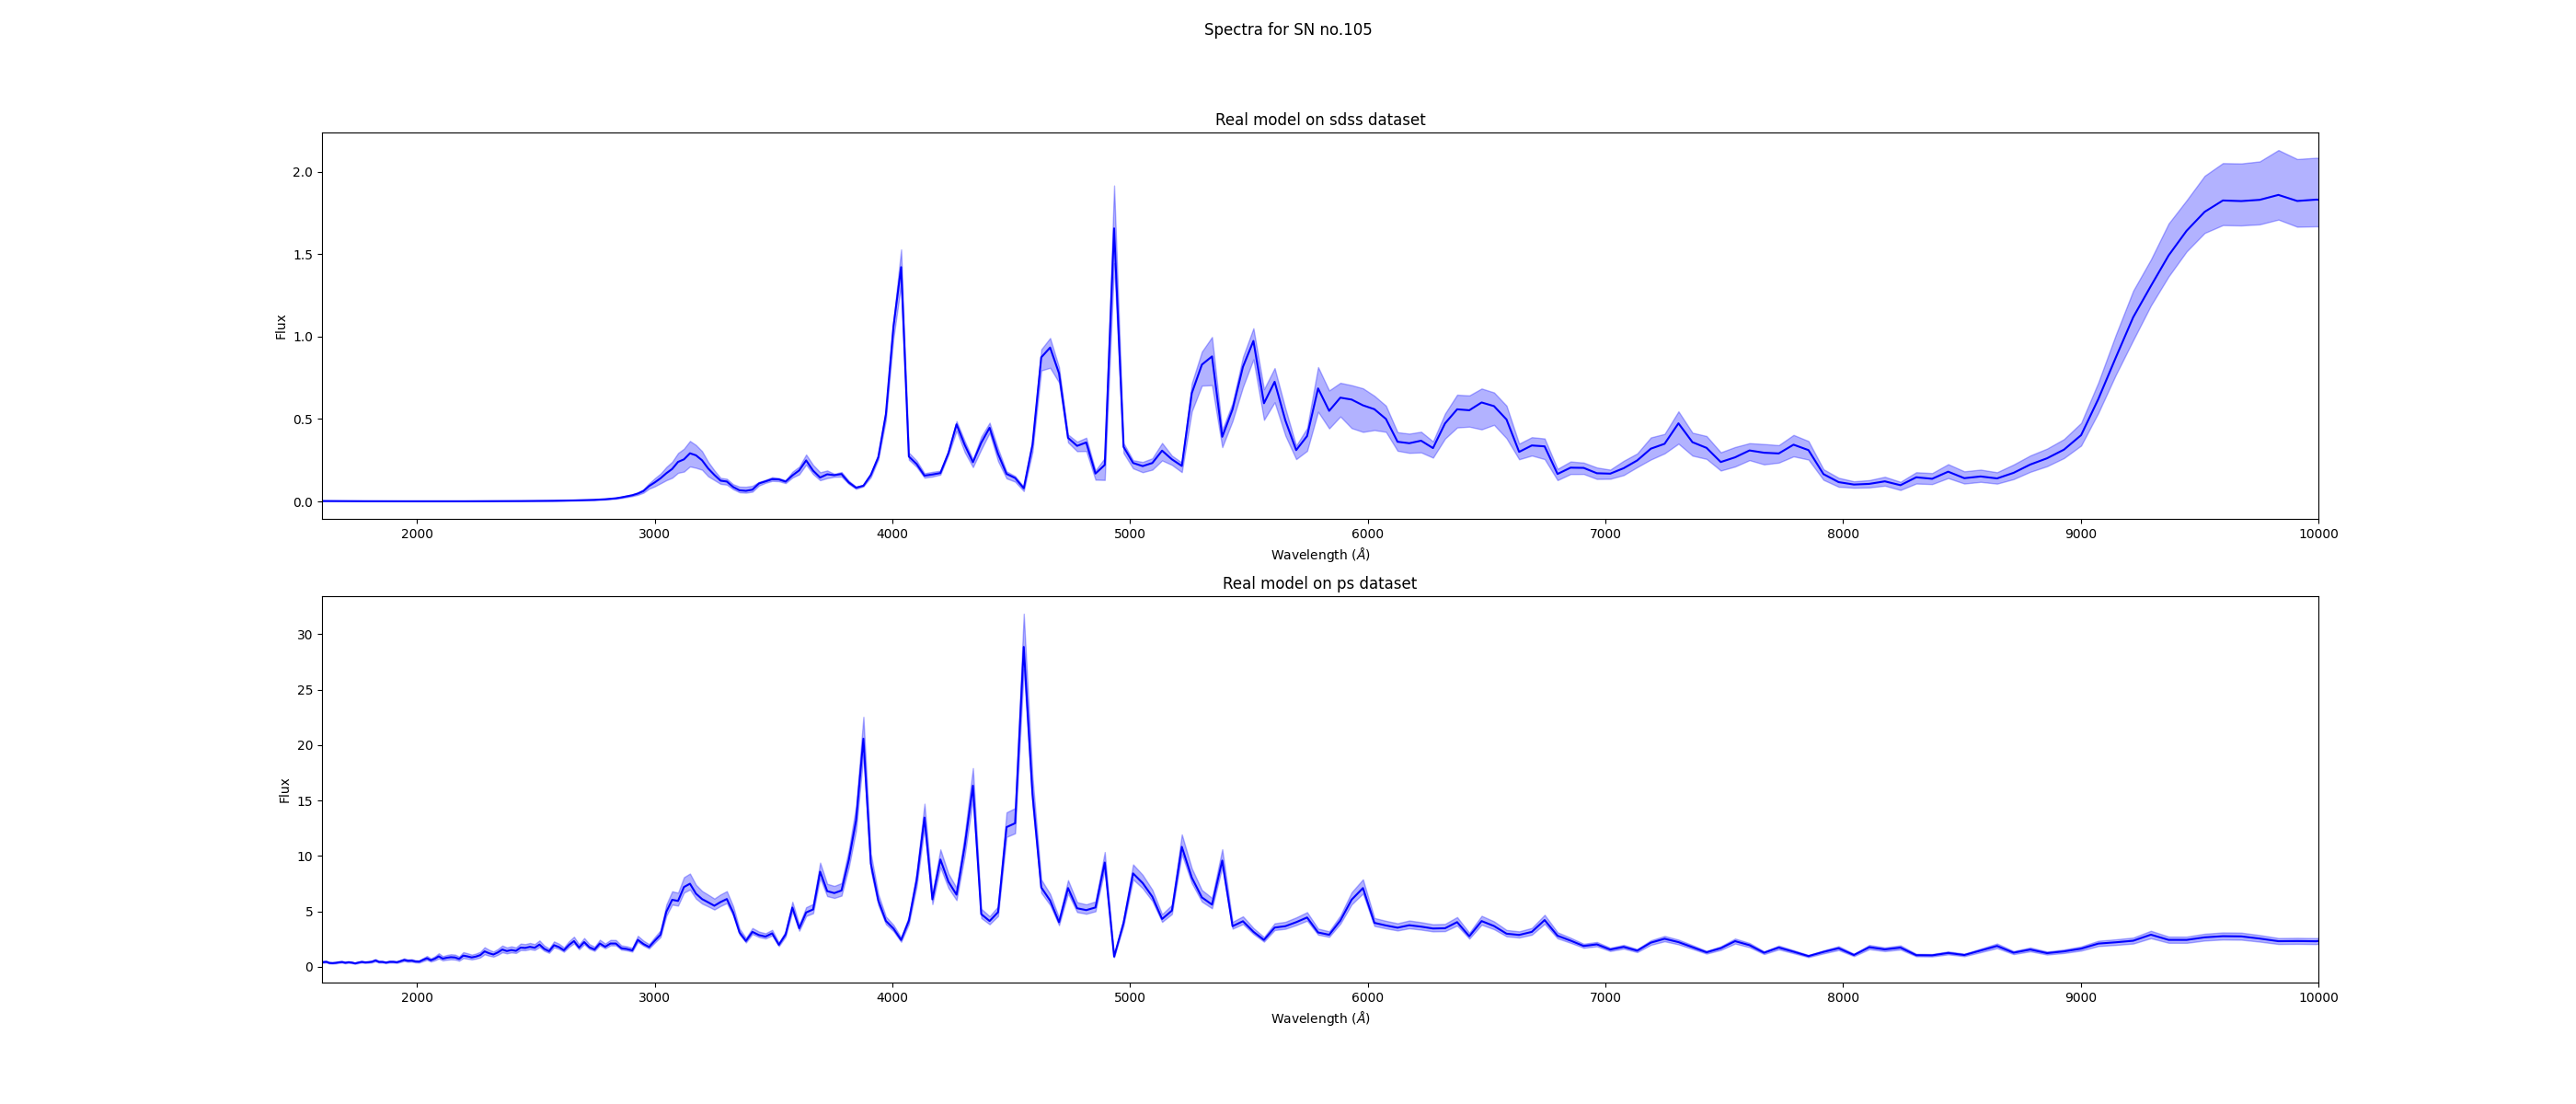 Spectra for SN no.105
Real model on sdss dataset
2.0
1.5
1.0
0.5
0.0
Flux
2000 3000 4000 5000 6000 7000 8000 9000 10000
Wavelength (Å)
Real model on ps dataset
30
25
20
15
10
5
0
Flux
2000 3000 4000 5000 6000 7000 8000 9000 10000
Wavelength (Å)